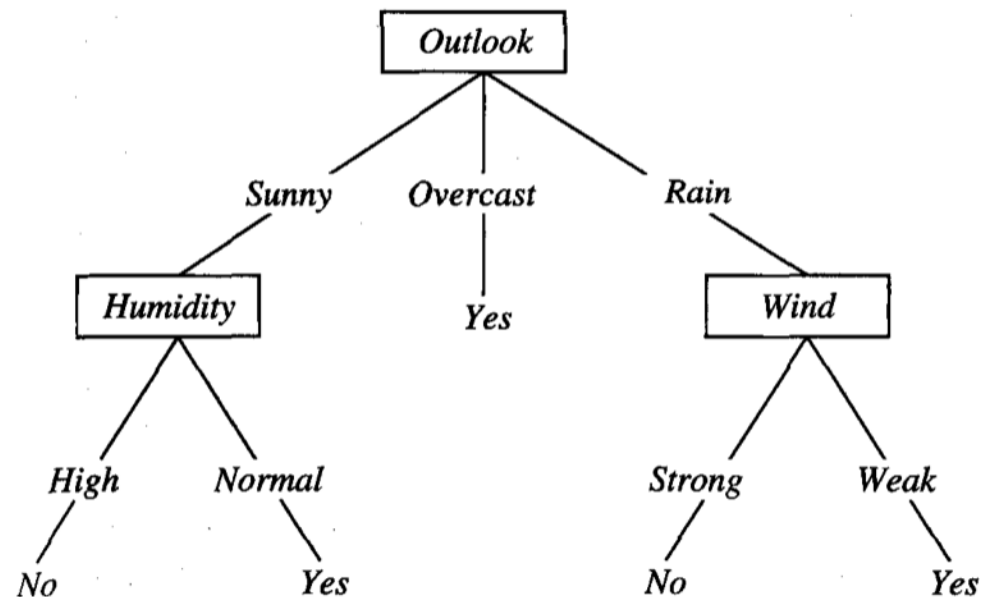 Outlook
Sunny Overcast Rain
Humidity Yes Wind
High Normal Strong Weak
No Yes No Yes